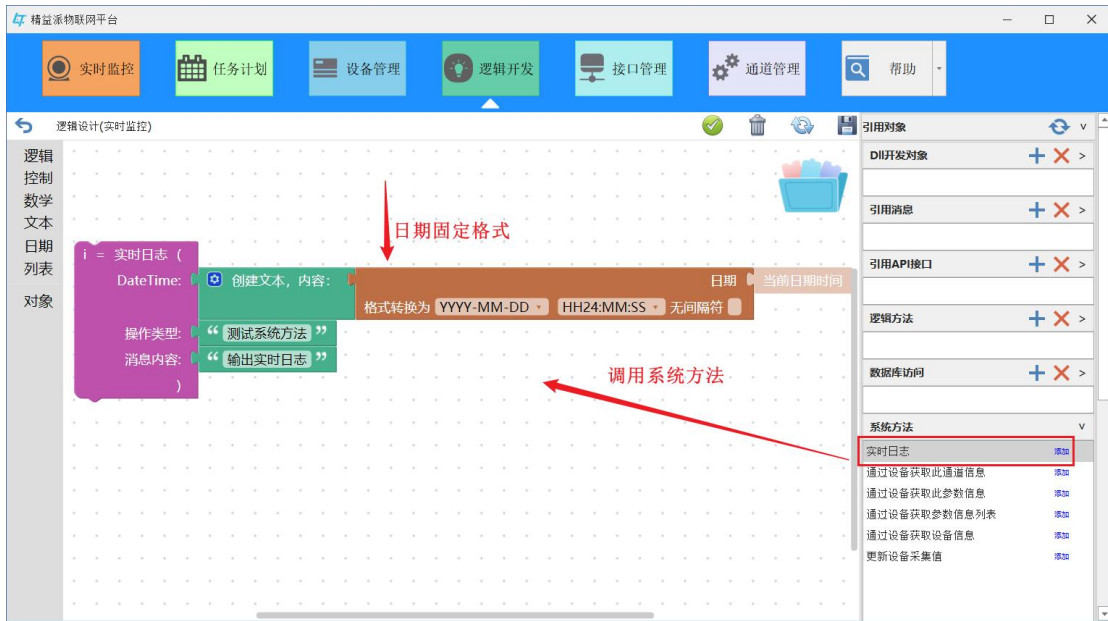 精益派物联网平台
实时监控 任务计划 设备管理 逻辑开发 接口管理 通道管理 帮助
逻辑设计(实时监控)
逻辑
控制
数学
文本
日期
列表
对象
日期固定格式
i = 实时日志 (
DateTime: 创建文本，内容: 日期 当前日期时间
格式转换为 YYYY-MM-DD HH24:MM:SS 无间隔符
操作类型: “ 测试系统方法 ”
消息内容: “ 输出实时日志 ”
)
调用系统方法
引用对象
Dll开发对象
引用消息
引用API接口
逻辑方法
数据库访问
系统方法
实时日志 添加
通过设备获取此通道信息 添加
通过设备获取此参数信息 添加
通过设备获取参数信息列表 添加
通过设备获取设备信息 添加
更新设备采集值 添加